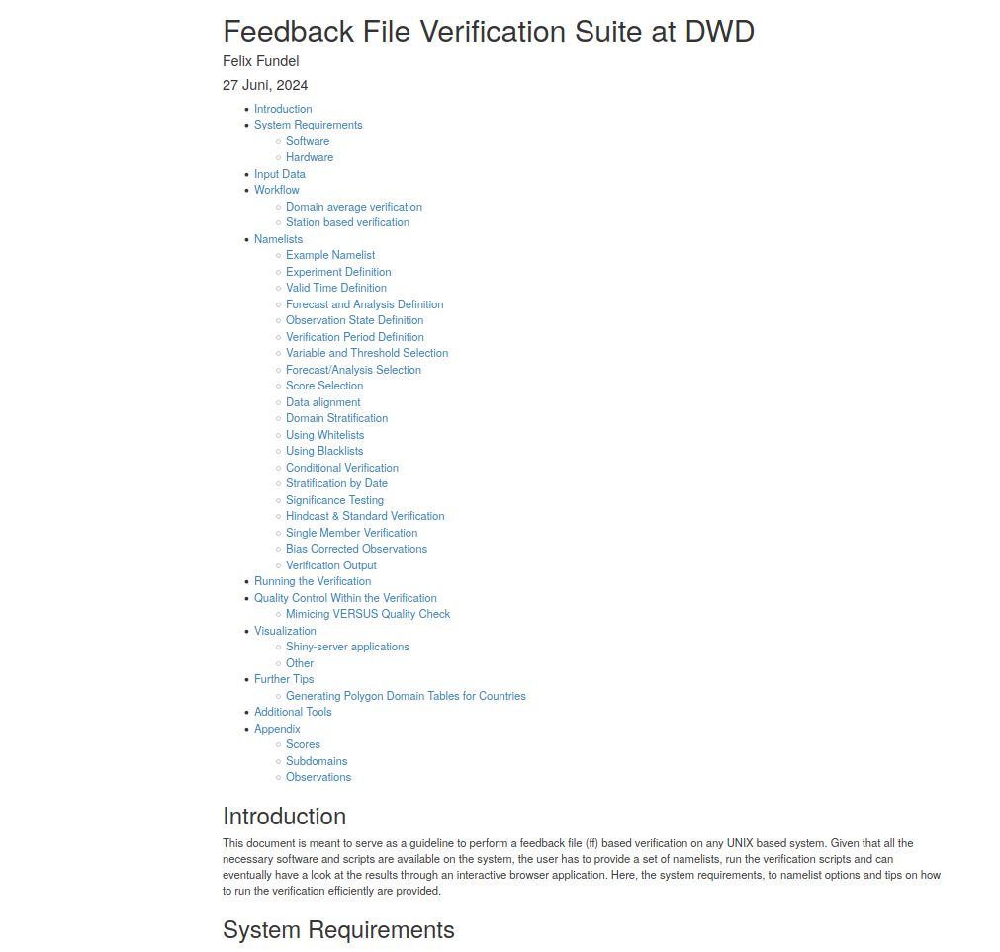 Feedback File Verification Suite at DWD
Felix Fundel
27 Juni, 2024
Introduction
System Requirements
Software
Hardware
Input Data
Workflow
Domain average verification
Station based verification
Namelists
Example Namelist
Experiment Definition
Valid Time Definition
Forecast and Analysis Definition
Observation State Definition
Verification Period Definition
Variable and Threshold Selection
Forecast/Analysis Selection
Score Selection
Data alignment
Domain Stratification
Using Whitelists
Using Blacklists
Conditional Verification
Stratification by Date
Significance Testing
Hindcast & Standard Verification
Single Member Verification
Bias Corrected Observations
Verification Output
Running the Verification
Quality Control Within the Verification
Mimicing VERSUS Quality Check
Visualization
Shiny-server applications
Other
Further Tips
Generating Polygon Domain Tables for Countries
Additional Tools
Appendix
Scores
Subdomains
Observations
Introduction
This document is meant to serve as a guideline to perform a feedback file (ff) based verification on any UNIX based system. Given that all the
necessary software and scripts are available on the system, the user has to provide a set of namelists, run the verification scripts and can
eventually have a look at the results through an interactive browser application. Here, the system requirements, to namelist options and tips on how
to run the verification efficiently are provided.
System Requirements